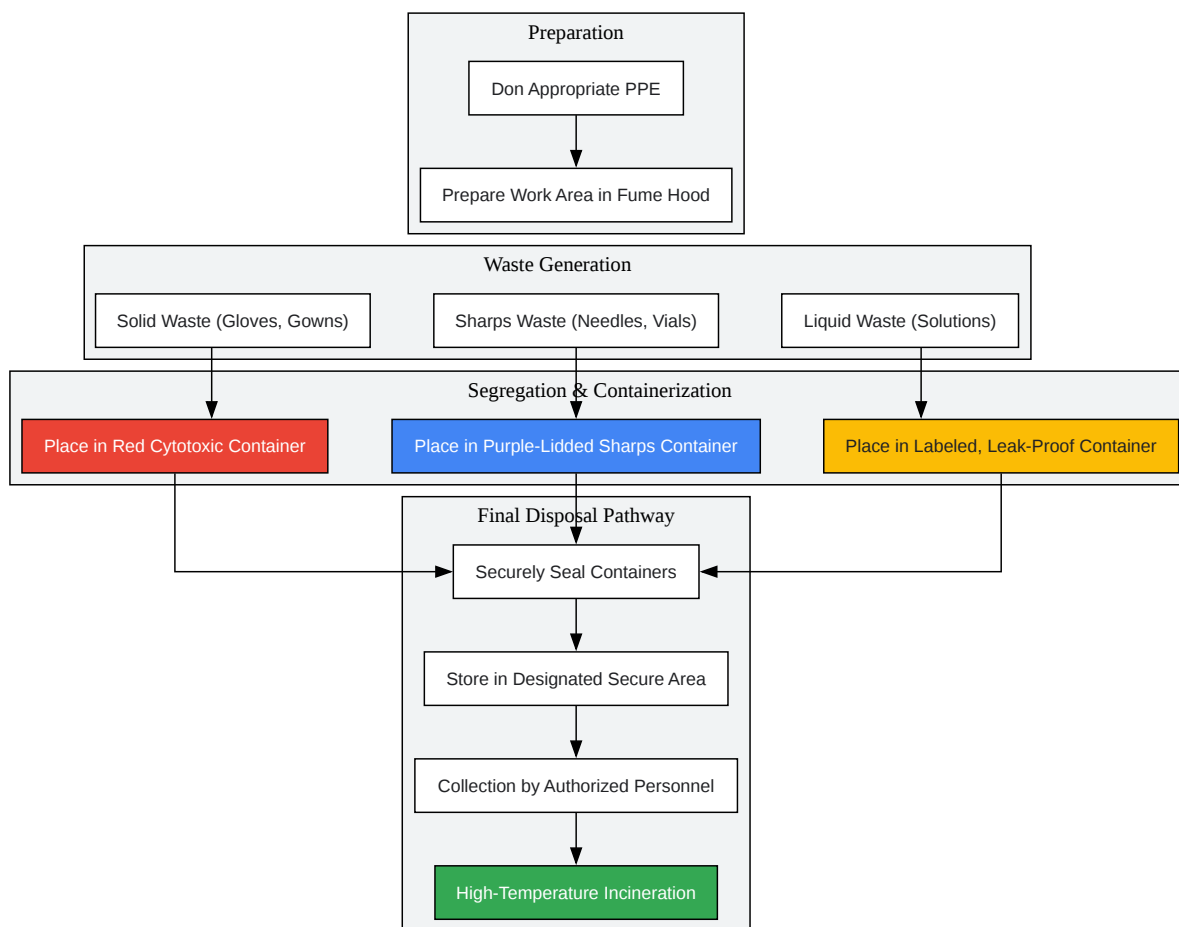 Preparation
Don Appropriate PPE
Prepare Work Area in Fume Hood
Waste Generation
Solid Waste (Gloves, Gowns)
Sharps Waste (Needles, Vials)
Liquid Waste (Solutions)
Segregation & Containerization
Place in Red Cytotoxic Container
Place in Purple-Lidded Sharps Container
Place in Labeled, Leak-Proof Container
Final Disposal Pathway
Securely Seal Containers
Store in Designated Secure Area
Collection by Authorized Personnel
High-Temperature Incineration